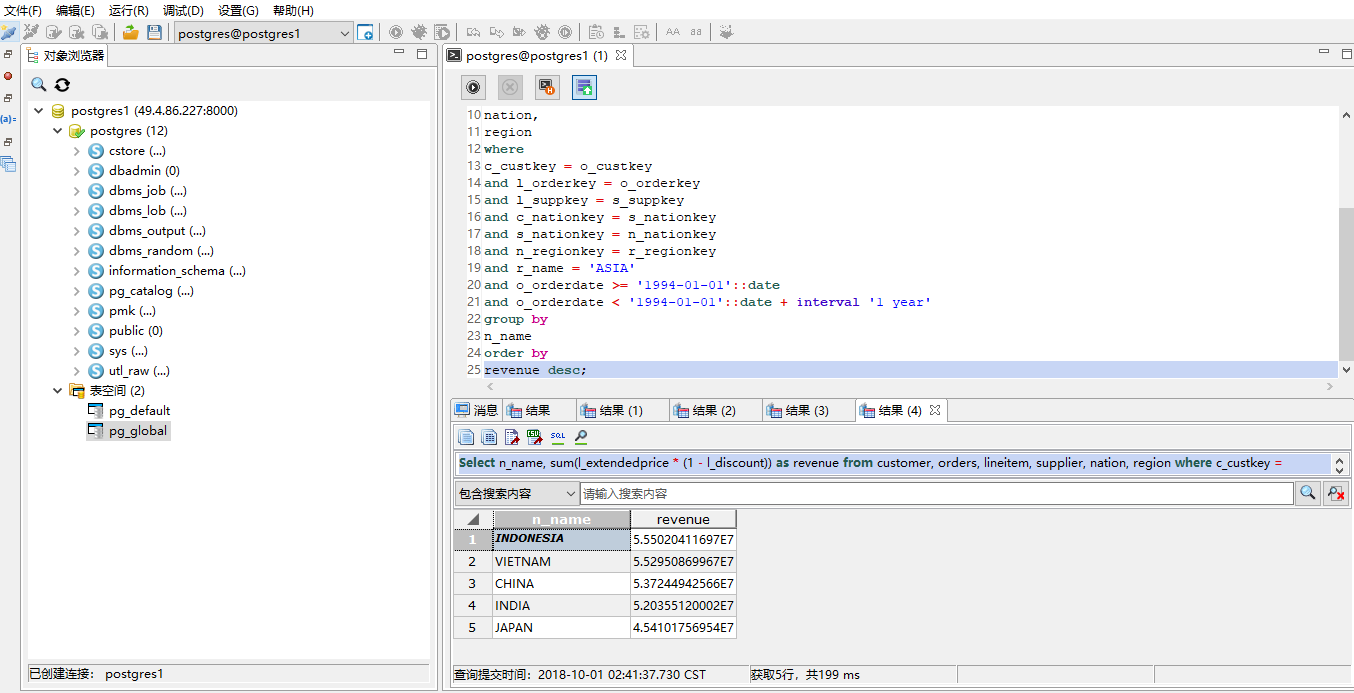 文件(F) 编辑(E) 运行(R) 调试(D) 设置(G) 帮助(H)
postgres@postgres1
AA aa
对象浏览器
postgres1 (49.4.86.227:8000)
postgres (12)
cstore (...)
dbadmin (0)
dbms_job (...)
dbms_lob (...)
dbms_output (...)
dbms_random (...)
information_schema (...)
pg_catalog (...)
pmk (...)
public (0)
sys (...)
utl_raw (...)
表空间 (2)
pg_default
pg_global
已创建连接: postgres1
(a)=
postgres@postgres1 (1)
10 nation,
11 region
12 where
13 c_custkey = o_custkey
14 and l_orderkey = o_orderkey
15 and l_suppkey = s_suppkey
16 and c_nationkey = s_nationkey
17 and s_nationkey = n_nationkey
18 and n_regionkey = r_regionkey
19 and r_name = 'ASIA'
20 and o_orderdate >= '1994-01-01'::date
21 and o_orderdate < '1994-01-01'::date + interval '1 year'
22 group by
23 n_name
24 order by
25 revenue desc;
消息 结果 结果 (1) 结果 (2) 结果 (3) 结果 (4)
SQL
Select n_name, sum(l_extendedprice * (1 - l_discount)) as revenue from customer, orders, lineitem, supplier, nation, region where c_custkey =
包含搜索内容 请输入搜索内容
n_name revenue
1 INDONESIA 5.55020411697E7
2 VIETNAM 5.52950869967E7
3 CHINA 5.37244942566E7
4 INDIA 5.20355120002E7
5 JAPAN 4.54101756954E7
查询提交时间: 2018-10-01 02:41:37.730 CST 获取5行，共199 ms